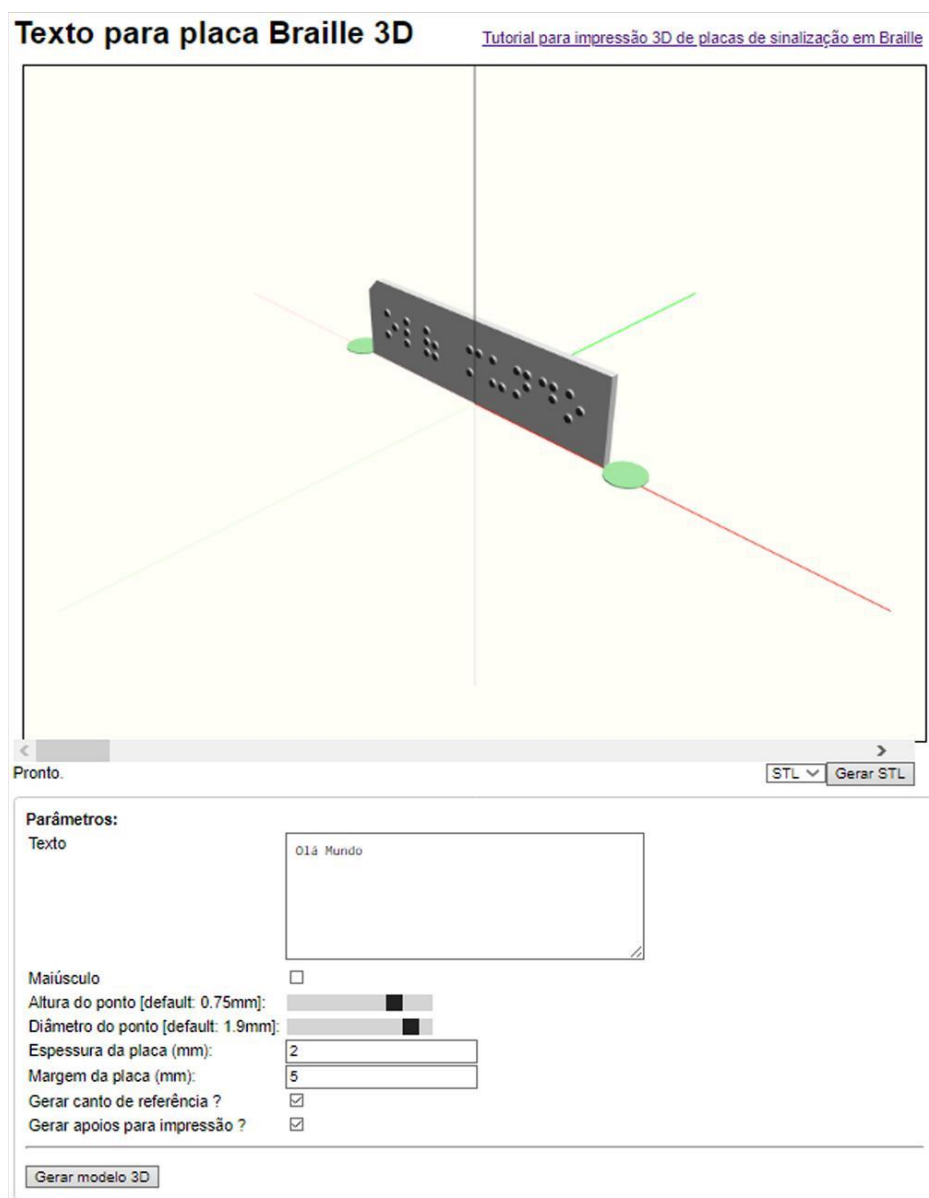 Texto para placa Braille 3D
Tutorial para impressão 3D de placas de sinalização em Braille
Pronto.
STL
Gerar STL
Parâmetros:
Texto
Olá Mundo
Maiúsculo
Altura do ponto [default: 0.75mm]:
Diâmetro do ponto [default: 1.9mm]:
Espessura da placa (mm):
2
Margem da placa (mm):
5
Gerar canto de referência ?
Gerar apoios para impressão ?
Gerar modelo 3D